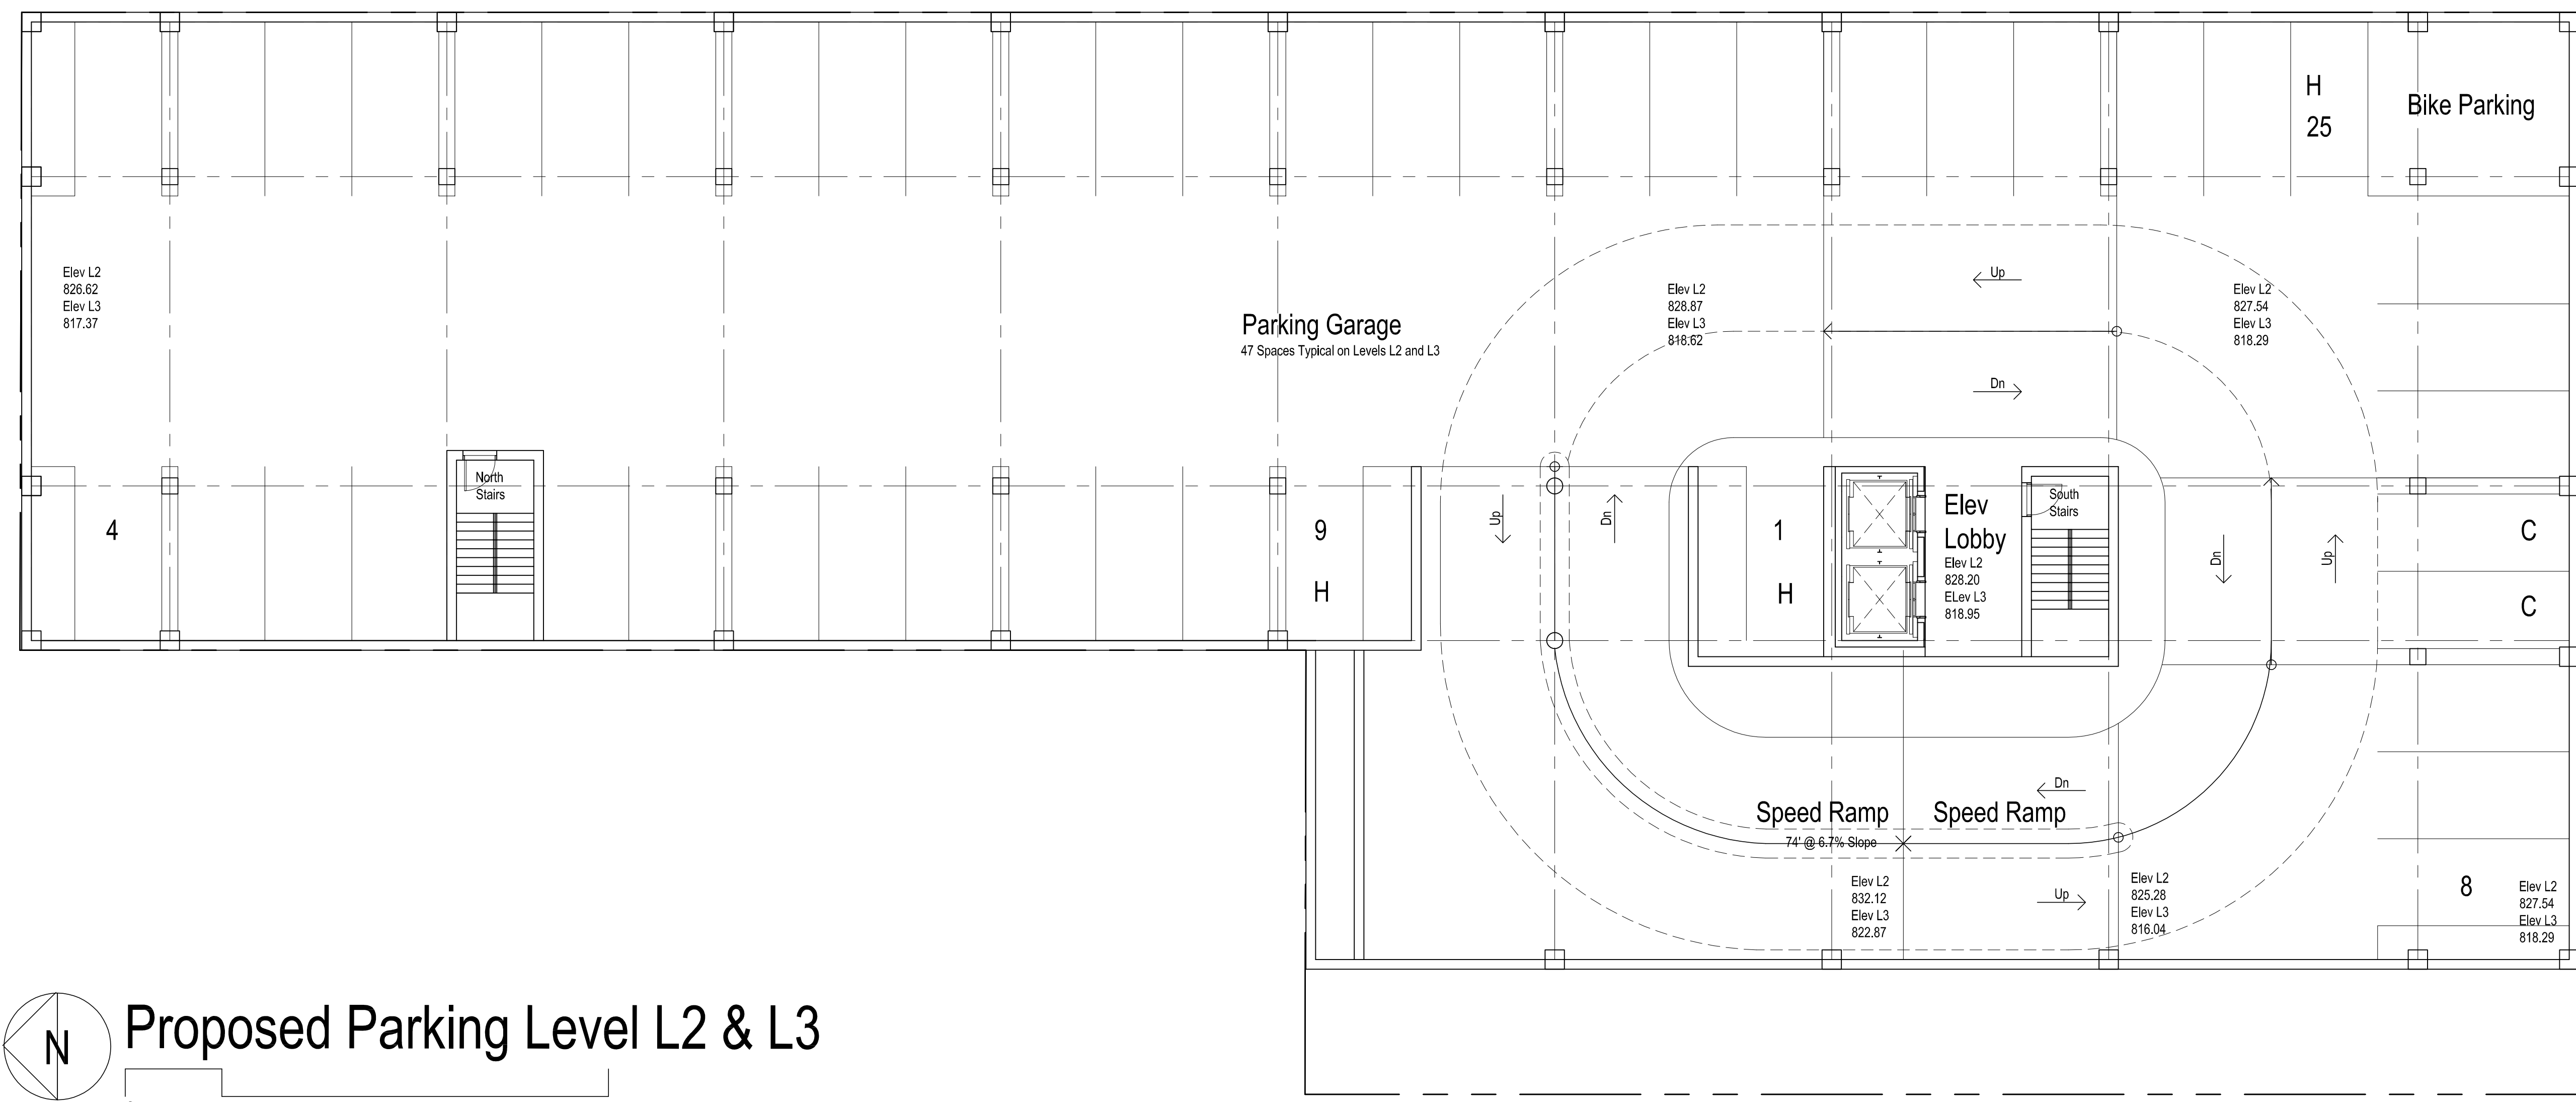 H
25
Bike Parking
Elev L2
826.62
Elev L3
817.37
Parking Garage
47 Spaces Typical on Levels L2 and L3
Elev L2
828.87
Elev L3
818.62
Up
Dn
Elev L2
827.54
Elev L3
818.29
4
North
Stairs
9
H
Up
Dn
1
H
Elev
Lobby
Elev L2
828.20
ELev L3
818.95
South
Stairs
Dn
Up
C
C
Dn
Speed Ramp
74' @ 6.7% Slope
Speed Ramp
Elev L2
832.12
Elev L3
822.87
Up
Elev L2
825.28
Elev L3
816.04
8
Elev L2
827.54
Elev L3
818.29
N
Proposed Parking Level L2 & L3